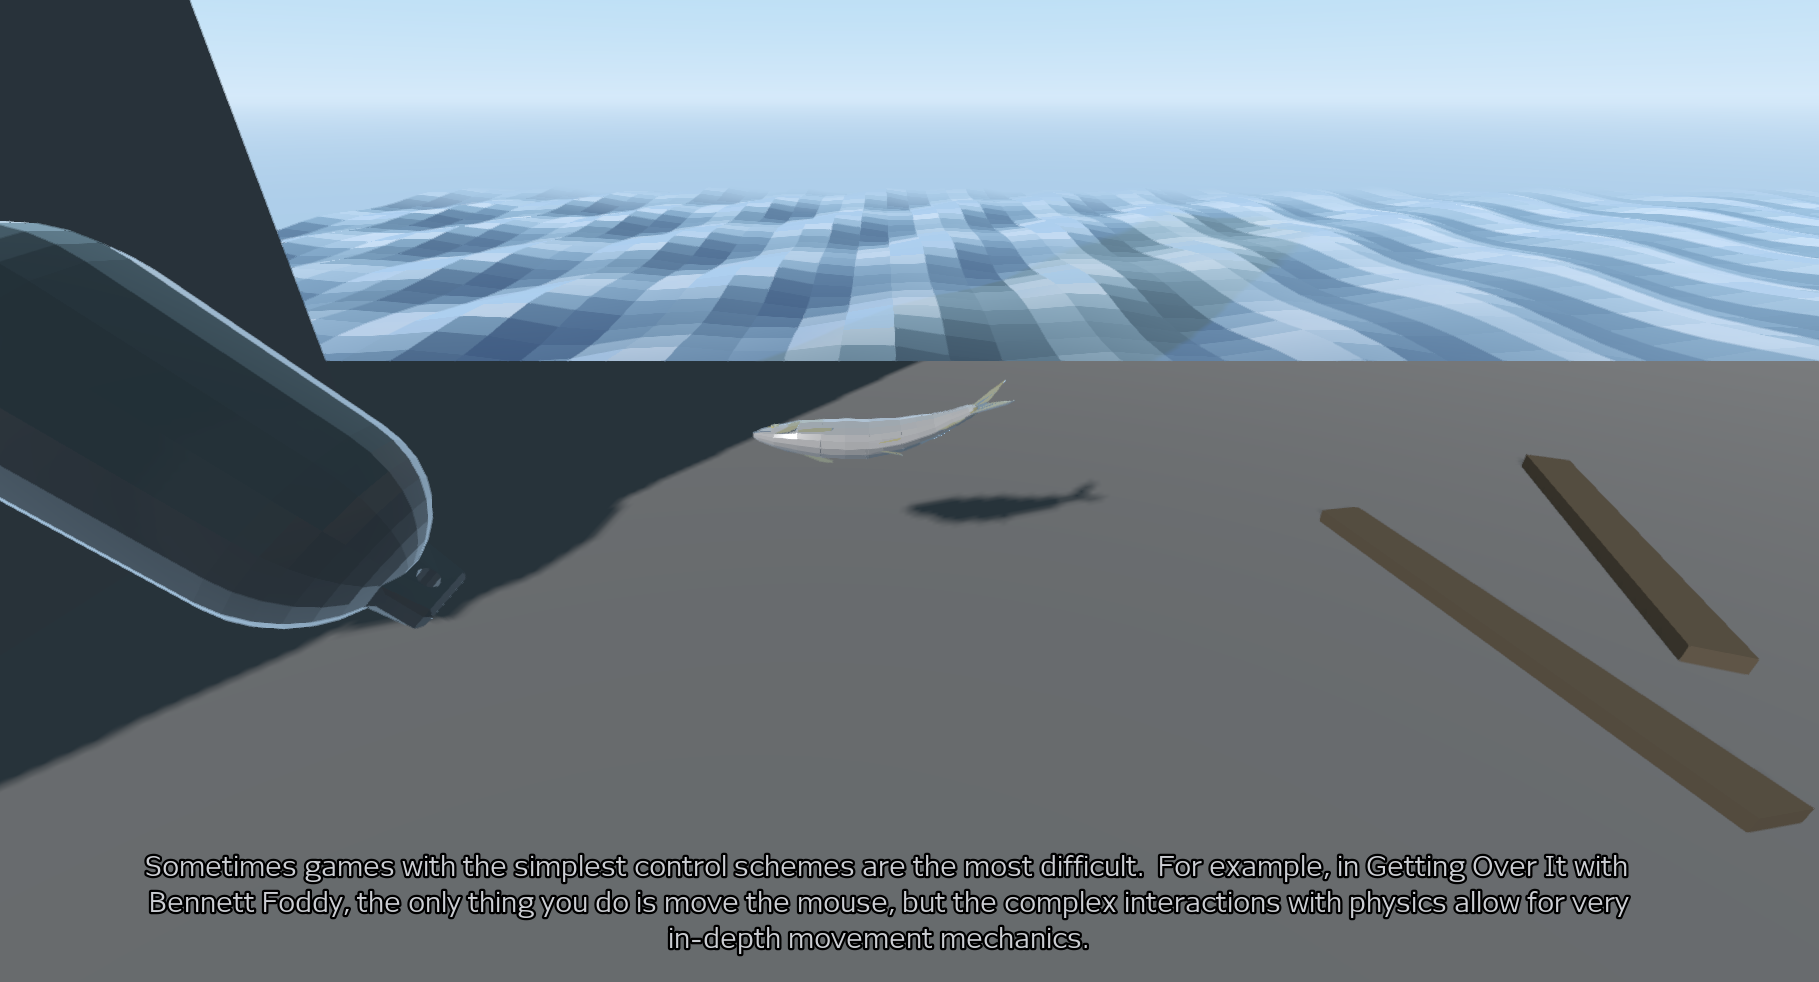 Sometimes games with the simplest control schemes are the most difficult.  For example, in Getting Over It with
Bennett Foddy, the only thing you do is move the mouse, but the complex interactions with physics allow for very
in-depth movement mechanics.